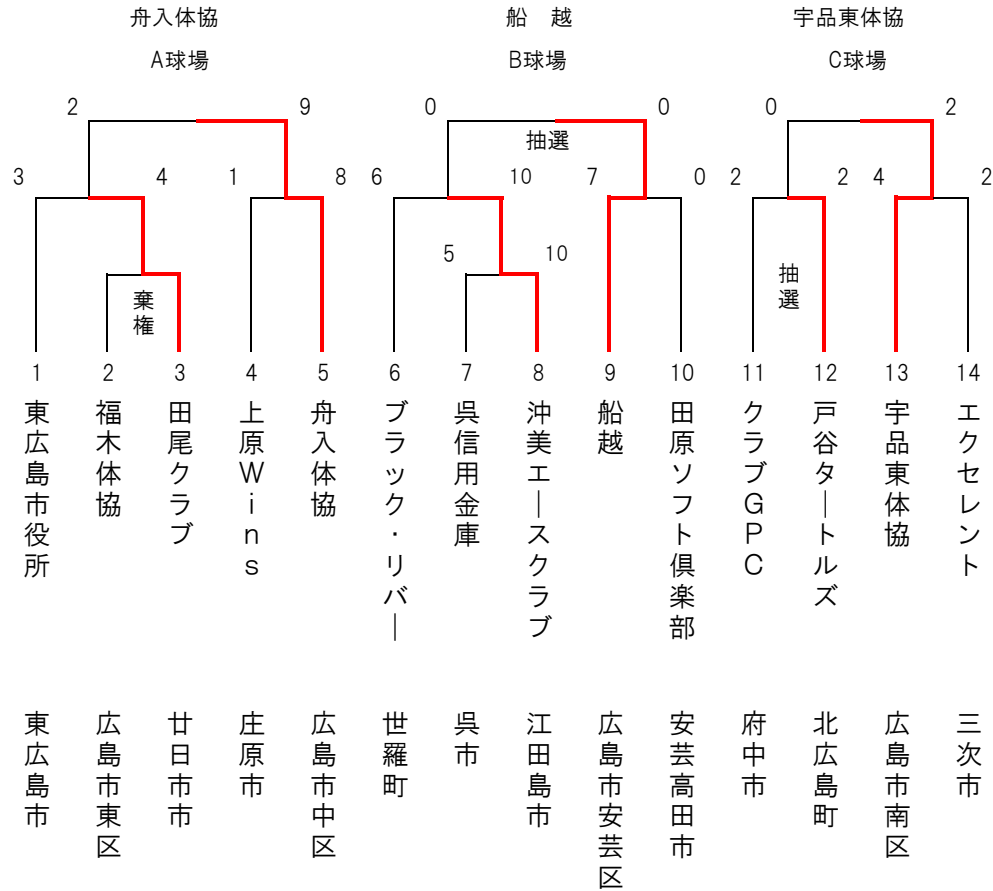 舟入体協 船　越 宇品東体協
A球場 B球場 C球場
2 9 0 0 0 2
抽選
3 4 1 8 6 10 7 0 2 2 4 2
5 10
棄権
抽選
1 2 3 4 5 6 7 8 9 10 11 12 13 14
東広島市役所
福木体協
田尾クラブ
上原Wins
舟入体協
ブラック・リバー
呉信用金庫
沖美エースクラブ
船越
田原ソフト倶楽部
クラブGPC
戸谷タートルズ
宇品東体協
エクセレント
東広島市
広島市東区
廿日市市
庄原市
広島市中区
世羅町
呉市
江田島市
広島市安芸区
安芸高田市
府中市
北広島町
広島市南区
三次市